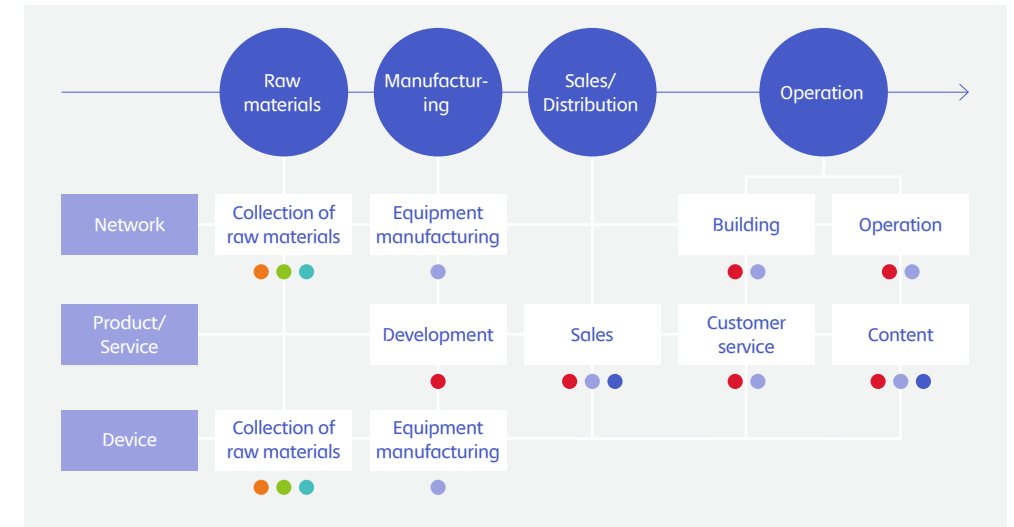 Raw
materials
Manufactur-
ing
Sales/
Distribution
Operation
Network
Collection of
raw materials
Equipment
manufacturing
Building
Operation
Product/
Service
Development
Sales
Customer
service
Content
Device
Collection of
raw materials
Equipment
manufacturing